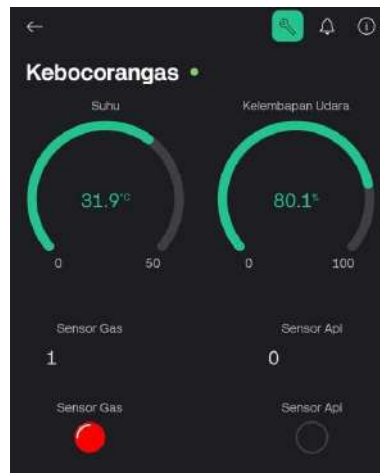 Kebocorangas
Suhu
Kelembapan Udara
31.9°C
80.1%
0
50
0
100
Sensor Gas
Sensor Api
1
0
Sensor Gas
Sensor Api